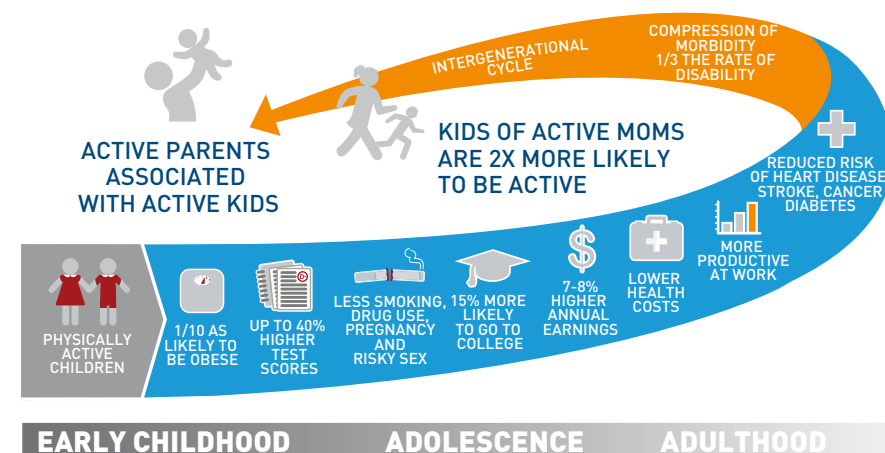 INTERGENERATIONAL
CYCLE
COMPRESSION OF
MORBIDITY
1/3 THE RATE OF
DISABILITY
ACTIVE PARENTS
ASSOCIATED
WITH ACTIVE KIDS
KIDS OF ACTIVE MOMS
ARE 2X MORE LIKELY
TO BE ACTIVE
REDUCED RISK
OF HEART DISEASE
STROKE, CANCER
DIABETES
MORE
PRODUCTIVE
AT WORK
LOWER
HEALTH
COSTS
7-8%
HIGHER
ANNUAL
EARNINGS
15% MORE
LIKELY
TO GO TO
COLLEGE
LESS SMOKING,
DRUG USE,
PREGNANCY
AND
RISKY SEX
UP TO 40%
HIGHER
TEST
SCORES
1/10 AS
LIKELY TO
BE OBESE
PHYSICALLY
ACTIVE
CHILDREN
EARLY CHILDHOOD
ADOLESCENCE
ADULTHOOD